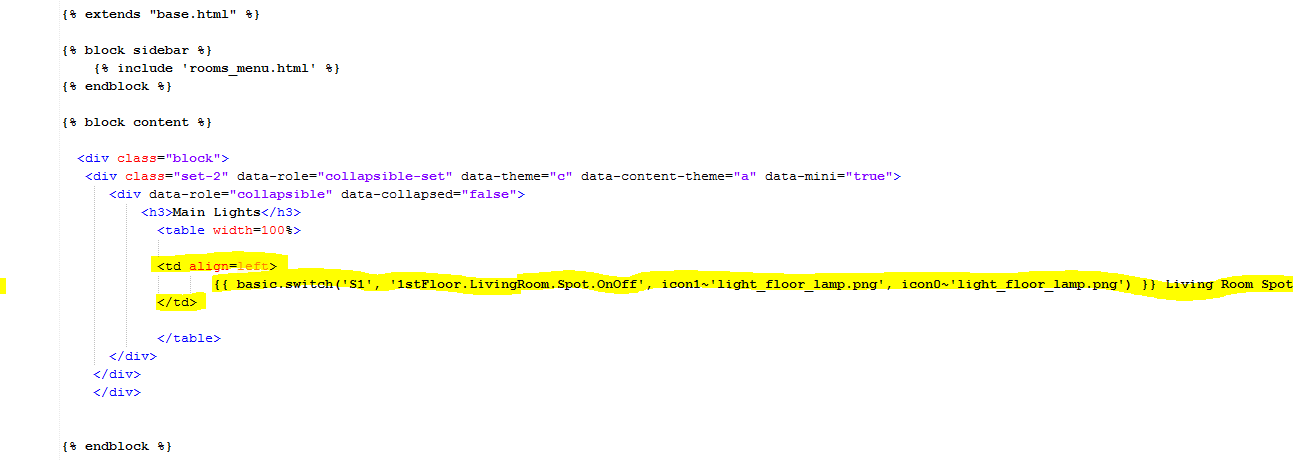 {% extends "base.html" %}
{% block sidebar %}
{% include 'rooms_menu.html' %}
{% endblock %}
{% block content %}
<div class="block">
<div class="set-2" data-role="collapsible-set" data-theme="c" data-content-theme="a" data-mini="true">
<div data-role="collapsible" data-collapsed="false">
<h3>Main Lights</h3>
<table width=100%>
<td align=left>
{{ basic.switch('S1', '1stFloor.LivingRoom.Spot.OnOff', icon1~'light_floor_lamp.png', icon0~'light_floor_lamp.png') }} Living Room Spot
</td>
</table>
</div>
</div>
</div>
{% endblock %}